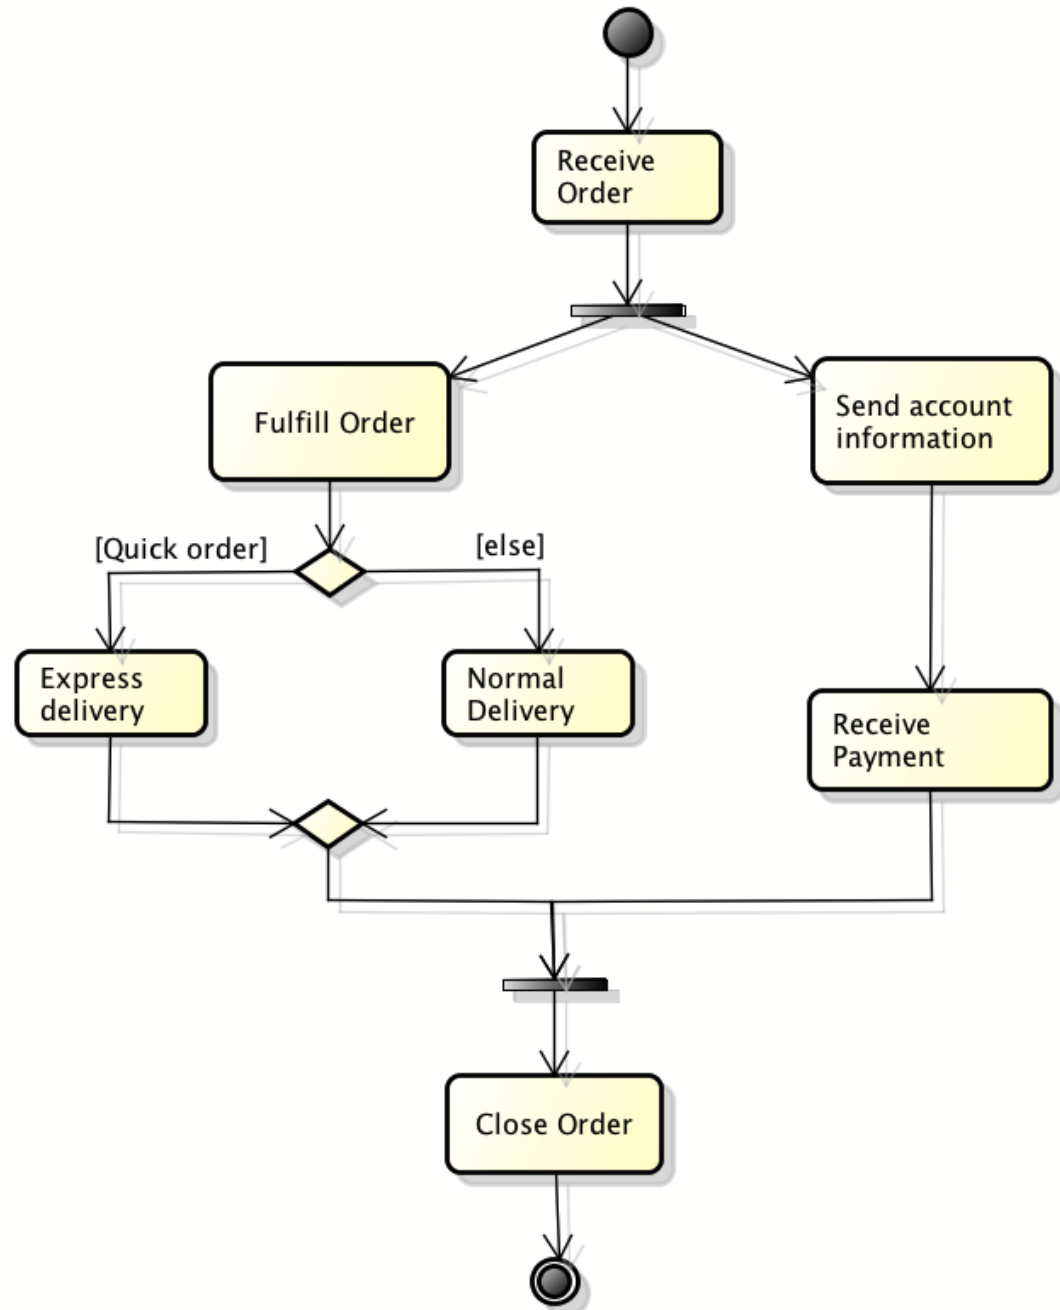 Receive
Order
Fulfill Order
Send account
information
[Quick order]
[else]
Express
delivery
Normal
Delivery
Receive
Payment
Close Order